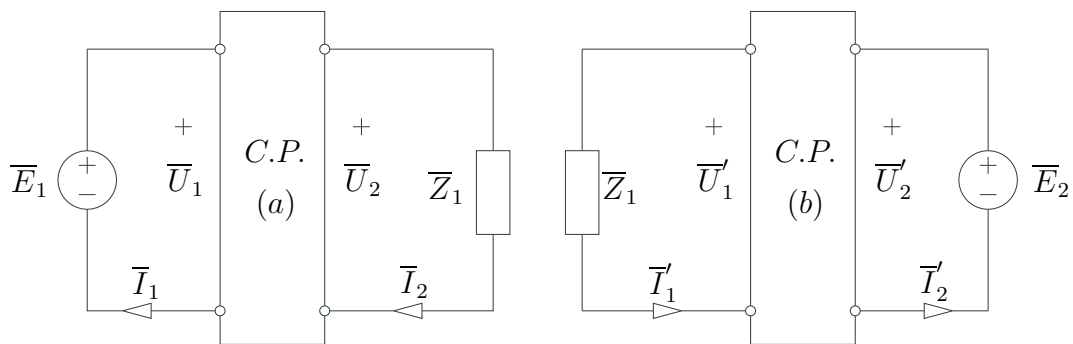 +
+
C.P.
E̅₁
+
−
U̅₁
U̅₂
Z̅₁
(a)
I̅₁
I̅₂
+
+
C.P.
Z̅₁
U̅₁′
U̅₂′
+
−
E̅₂
(b)
I̅₁′
I̅₂′